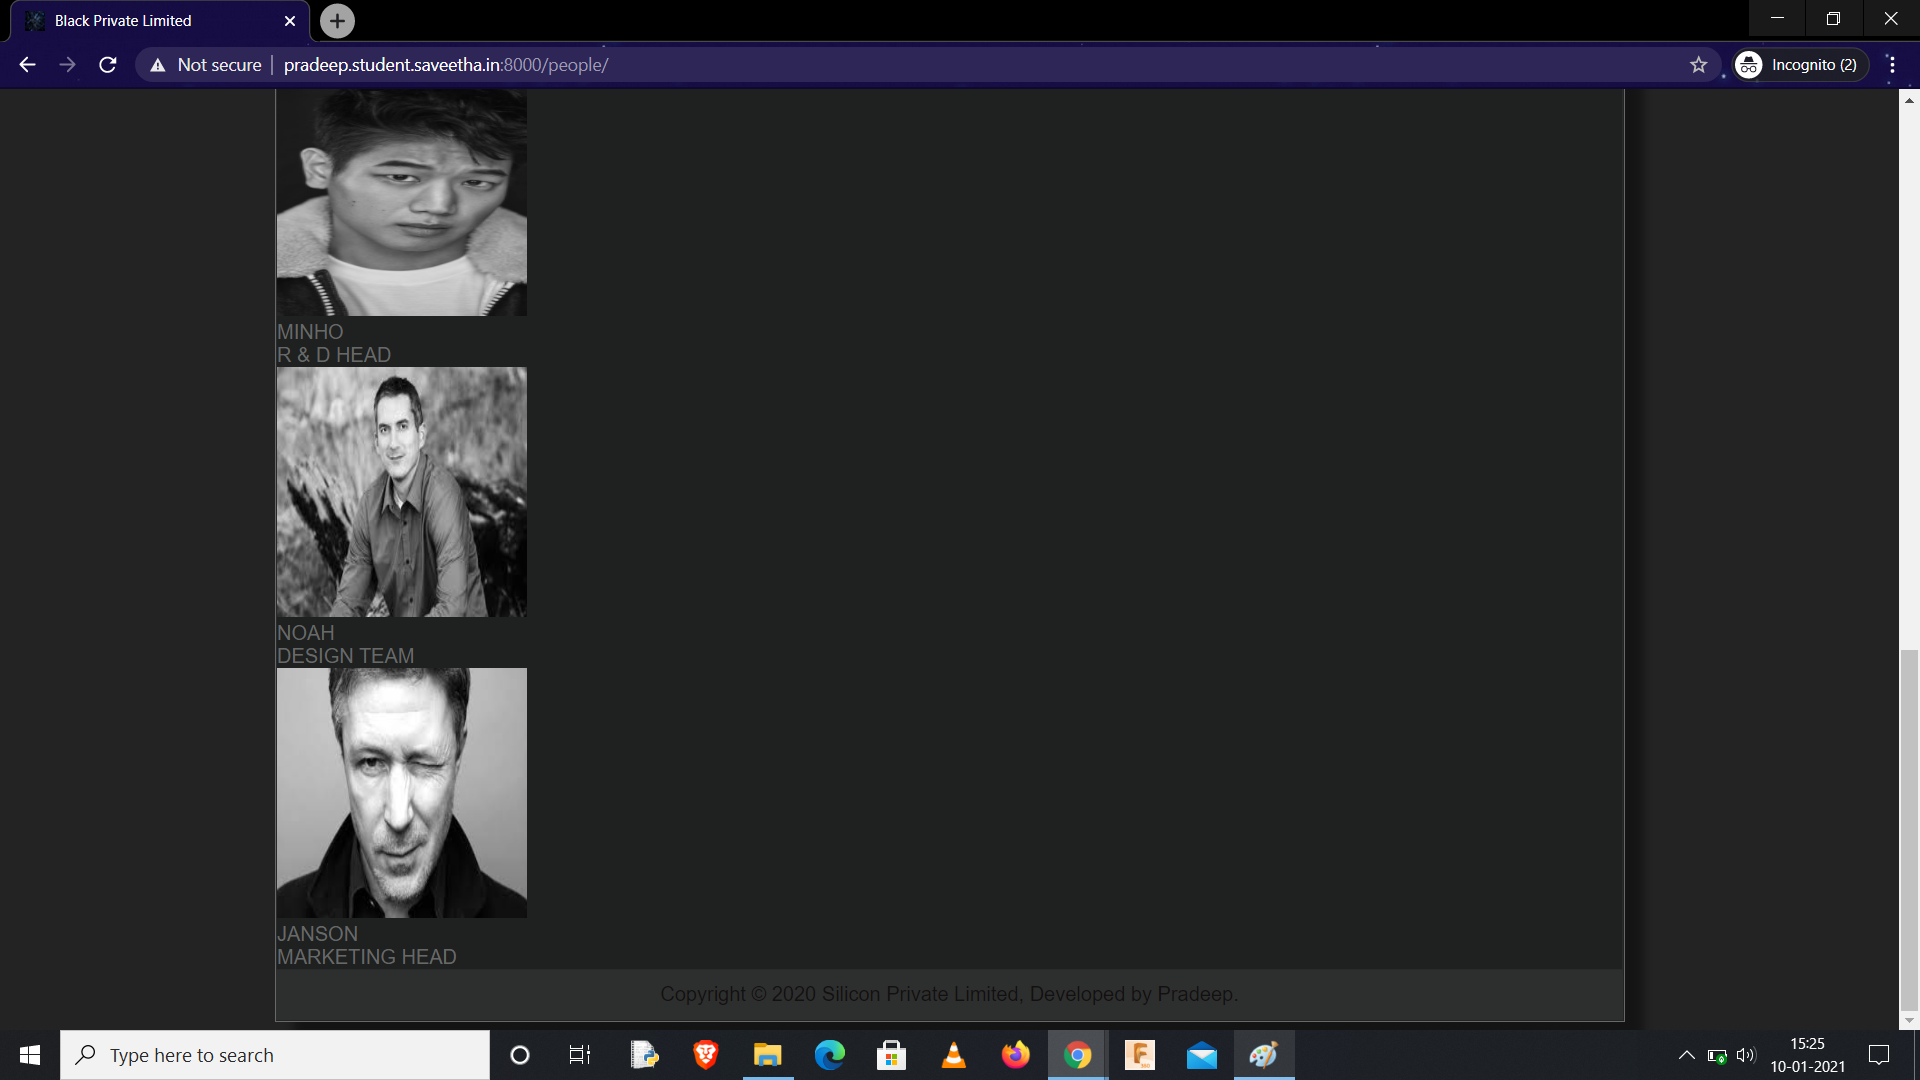 Black Private Limited
Not secure
pradeep.student.saveetha.in:8000/people/
Incognito (2)
MINHO
R & D HEAD
NOAH
DESIGN TEAM
JANSON
MARKETING HEAD
Copyright © 2020 Silicon Private Limited, Developed by Pradeep.
Type here to search
15:25
10-01-2021